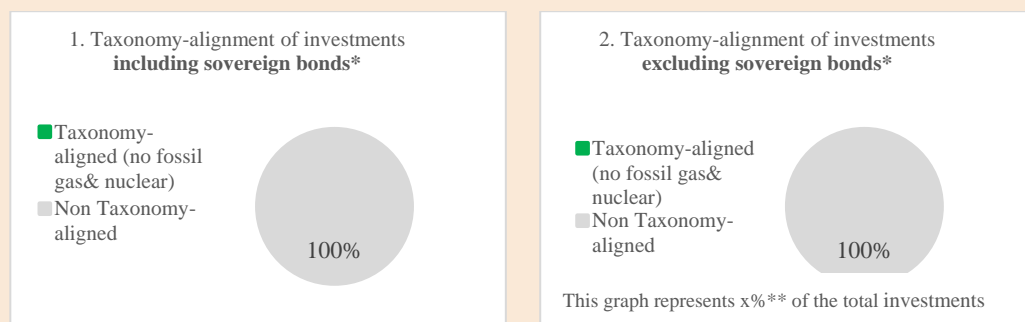 1. Taxonomy-alignment of investments
including sovereign bonds*
Taxonomy-
aligned (no fossil
gas& nuclear)
Non Taxonomy-
aligned
100%
2. Taxonomy-alignment of investments
excluding sovereign bonds*
Taxonomy-aligned
(no fossil gas&
nuclear)
Non Taxonomy-
aligned
100%
This graph represents x%** of the total investments